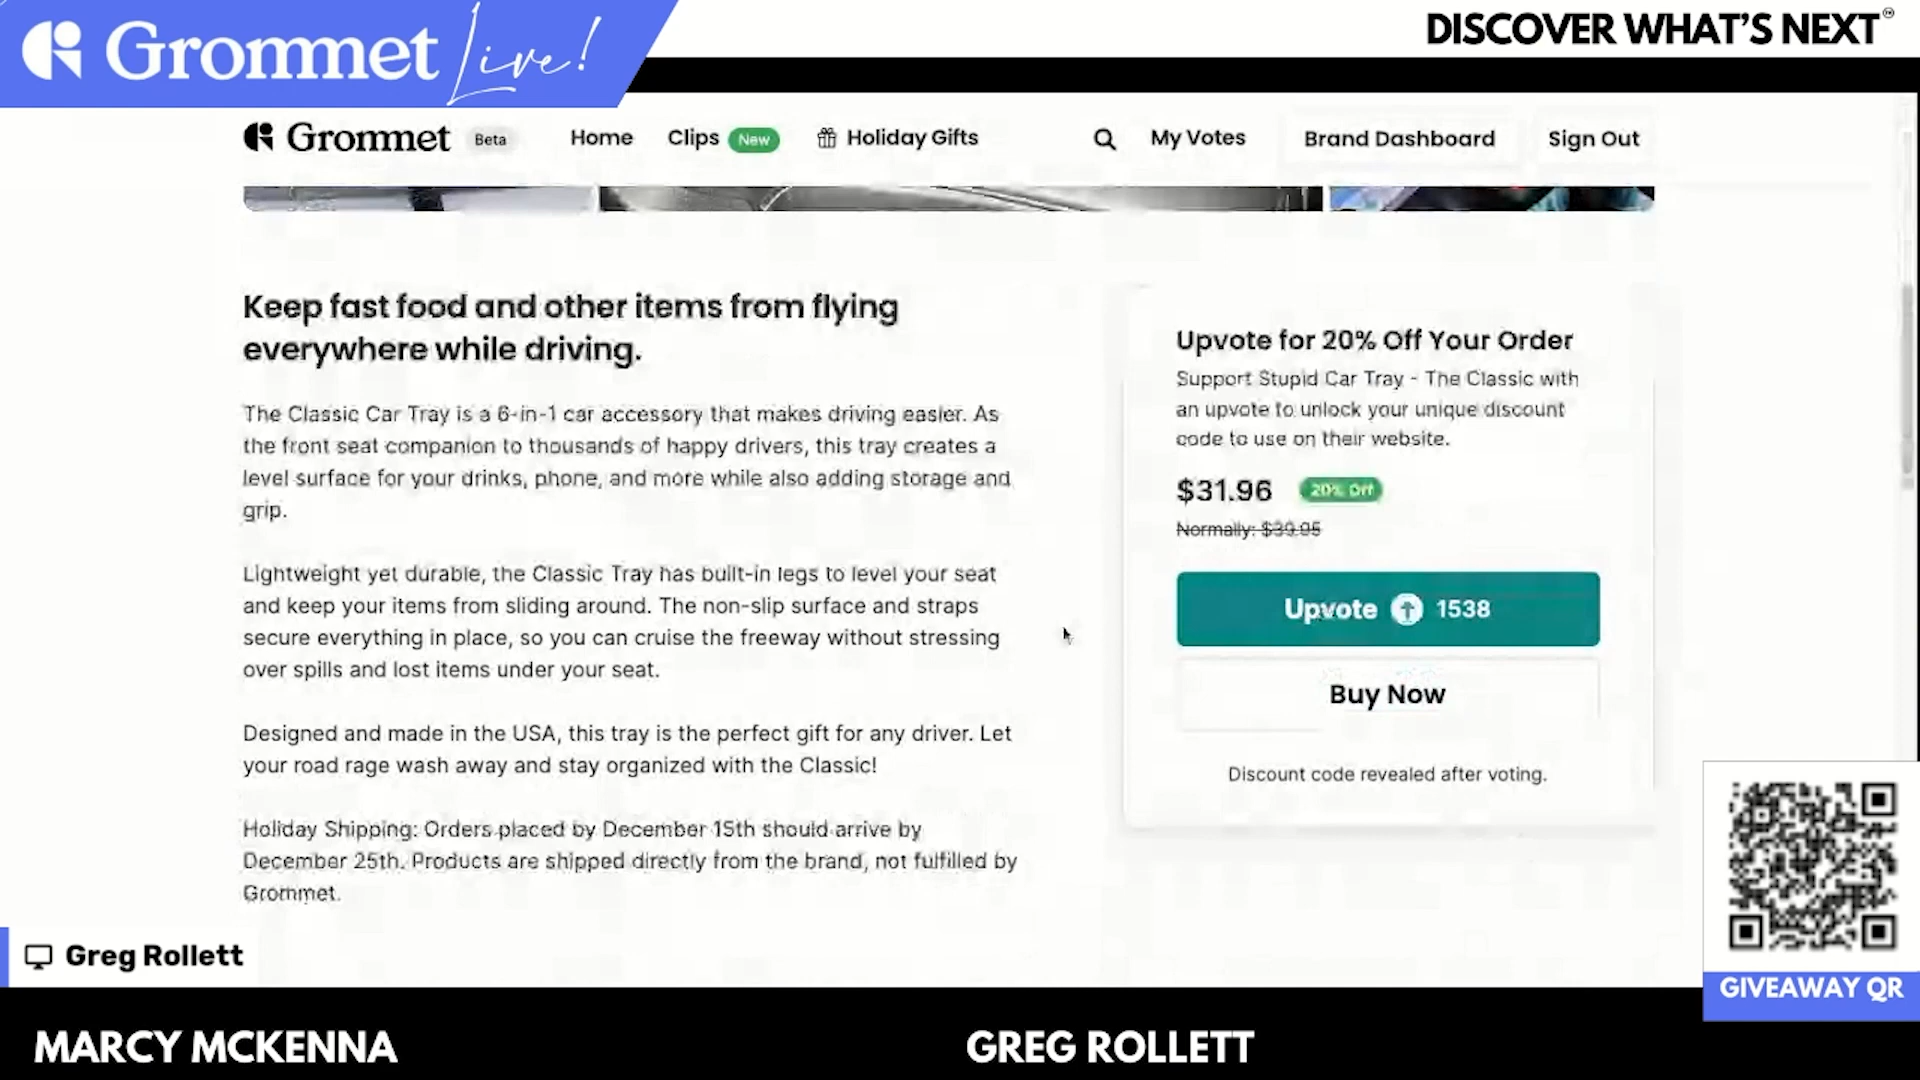 Grommet Live!
DISCOVER WHAT'S NEXT
Grommet Beta Home Clips New Holiday Gifts My Votes Brand Dashboard Sign Out
Keep fast food and other items from flying
everywhere while driving.
The Classic Car Tray is a 6-in-1 car accessory that makes driving easier. As
the front seat companion to thousands of happy drivers, this tray creates a
level surface for your drinks, phone, and more while also adding storage and
grip.
Lightweight yet durable, the Classic Tray has built-in legs to level your seat
and keep your items from sliding around. The non-slip surface and straps
secure everything in place, so you can cruise the freeway without stressing
over spills and lost items under your seat.
Designed and made in the USA, this tray is the perfect gift for any driver. Let
your road rage wash away and stay organized with the Classic!
Holiday Shipping: Orders placed by December 15th should arrive by
December 25th. Products are shipped directly from the brand, not fulfilled by
Grommet.
Upvote for 20% Off Your Order
Support Stupid Car Tray - The Classic with
an upvote to unlock your unique discount
code to use on their website.
$31.96 20% Off
Normally: $39.95
Upvote 1538
Buy Now
Discount code revealed after voting.
Greg Rollett
GIVEAWAY QR
MARCY MCKENNA
GREG ROLLETT